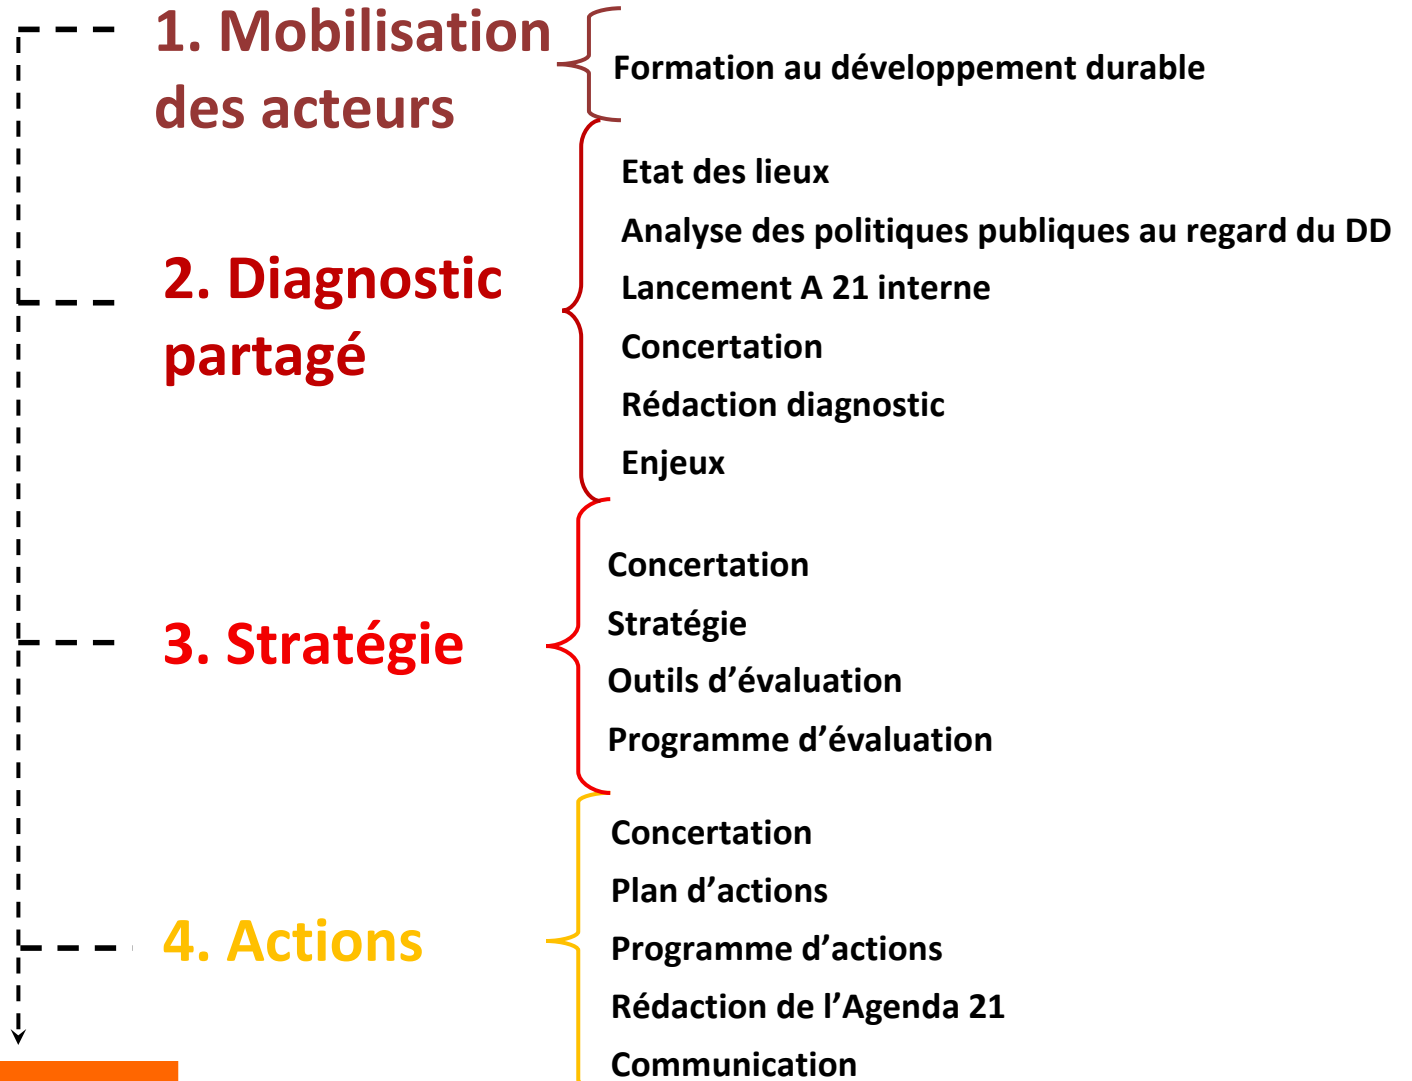 1. Mobilisation
des acteurs
Formation au développement durable
2. Diagnostic
partagé
Etat des lieux
Analyse des politiques publiques au regard du DD
Lancement A 21 interne
Concertation
Rédaction diagnostic
Enjeux
3. Stratégie
Concertation
Stratégie
Outils d’évaluation
Programme d’évaluation
4. Actions
Concertation
Plan d’actions
Programme d’actions
Rédaction de l’Agenda 21
Communication